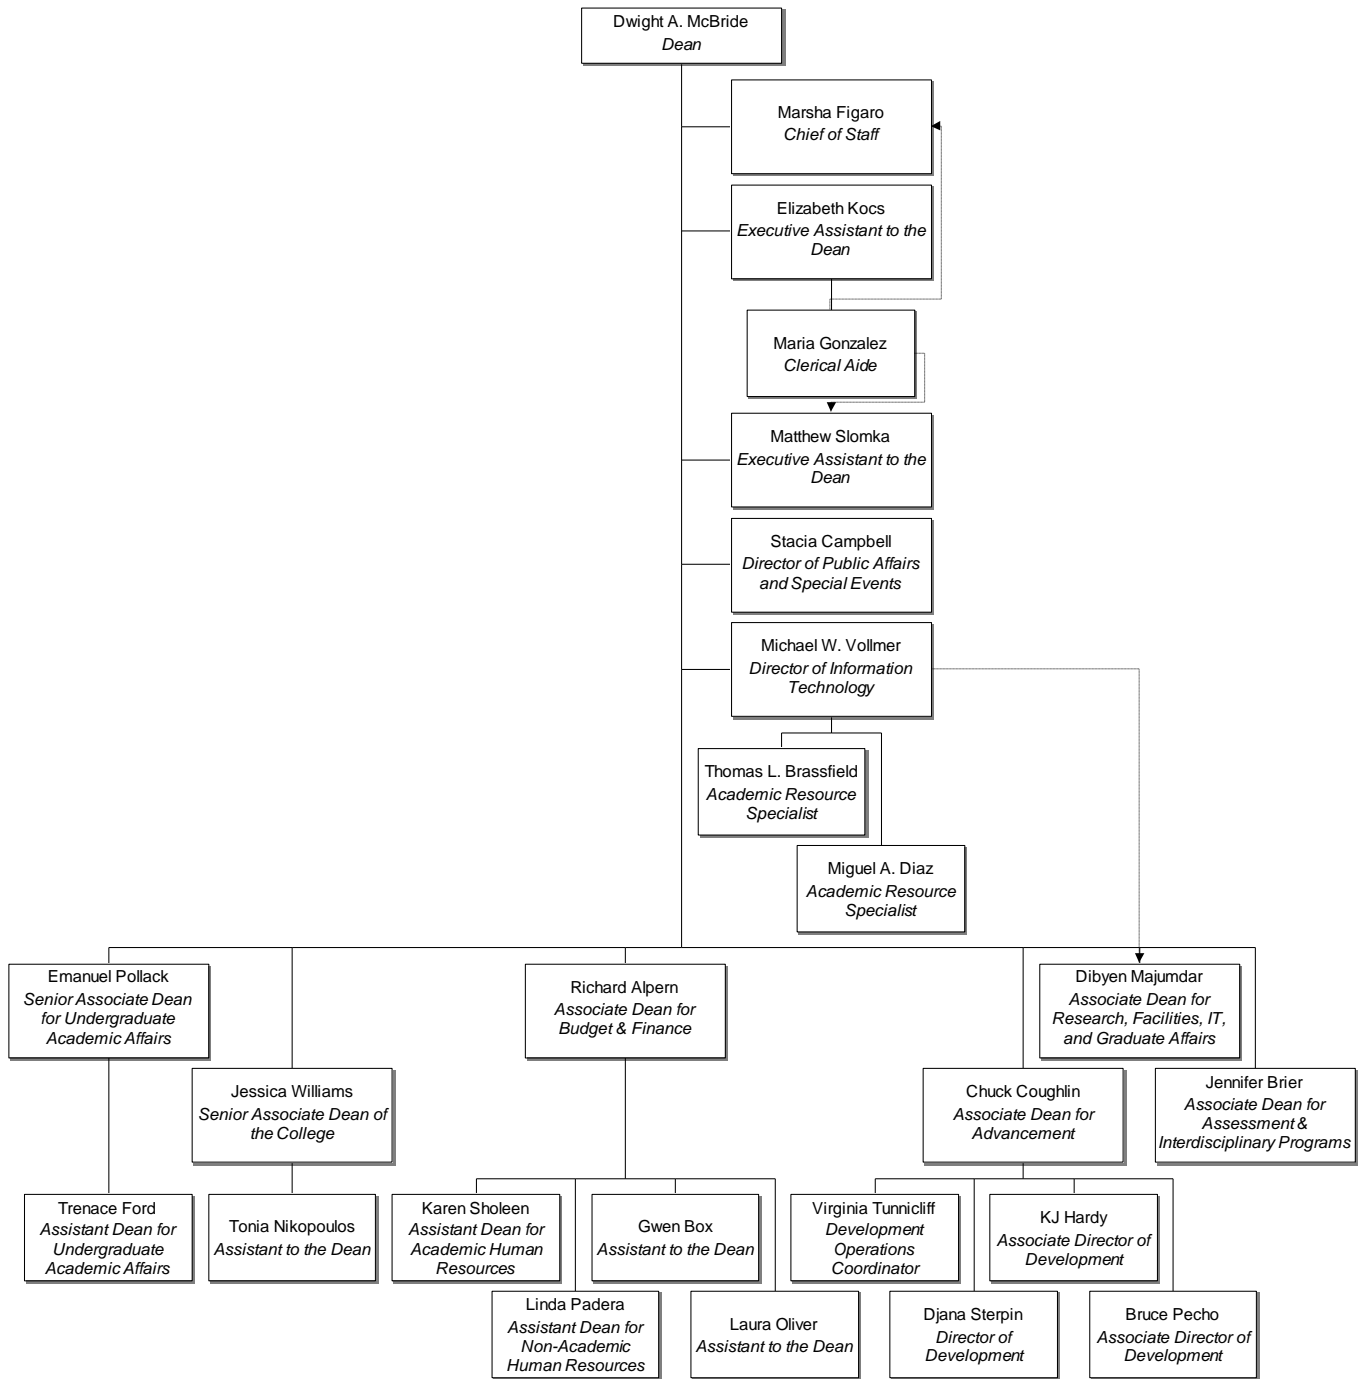 Dwight A. McBride
Dean
Marsha Figaro
Chief of Staff
Elizabeth Kocs
Executive Assistant to the
Dean
Maria Gonzalez
Clerical Aide
Matthew Slomka
Executive Assistant to the
Dean
Stacia Campbell
Director of Public Affairs
and Special Events
Michael W. Vollmer
Director of Information
Technology
Thomas L. Brassfield
Academic Resource
Specialist
Miguel A. Diaz
Academic Resource
Specialist
Emanuel Pollack
Senior Associate Dean
for Undergraduate
Academic Affairs
Richard Alpern
Associate Dean for
Budget & Finance
Dibyen Majumdar
Associate Dean for
Research, Facilities, IT,
and Graduate Affairs
Jessica Williams
Senior Associate Dean of
the College
Chuck Coughlin
Associate Dean for
Advancement
Jennifer Brier
Associate Dean for
Assessment &
Interdisciplinary Programs
Trenace Ford
Assistant Dean for
Undergraduate
Academic Affairs
Tonia Nikopoulos
Assistant to the Dean
Karen Sholeen
Assistant Dean for
Academic Human
Resources
Gwen Box
Assistant to the Dean
Virginia Tunnicliff
Development
Operations
Coordinator
KJ Hardy
Associate Director of
Development
Linda Padera
Assistant Dean for
Non-Academic
Human Resources
Laura Oliver
Assistant to the Dean
Djana Sterpin
Director of
Development
Bruce Pecho
Associate Director of
Development